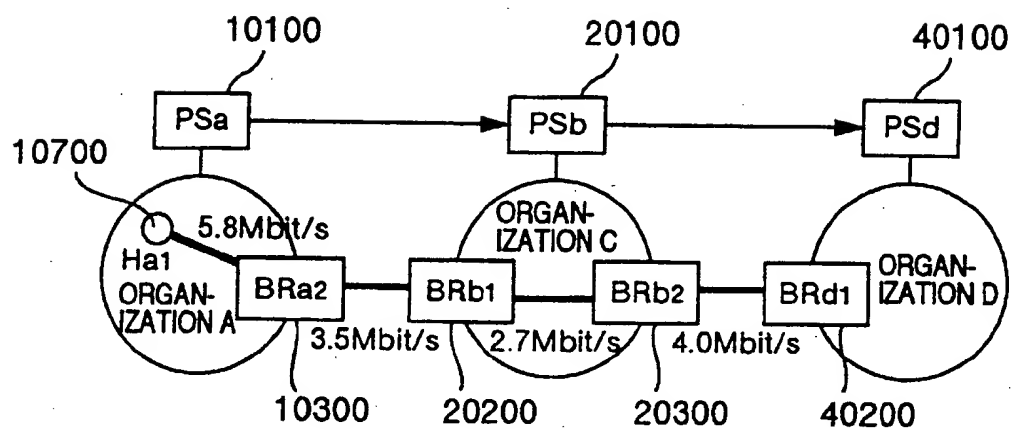 10100
20100
40100
PSa
PSb
PSd
10700
5.8Mbit/s
Ha1
ORGAN-
IZATION A
BRa2
3.5Mbit/s
BRb1
ORGAN-
IZATION C
2.7Mbit/s
BRb2
4.0Mbit/s
BRd1
ORGAN-
IZATION D
10300
20200
20300
40200